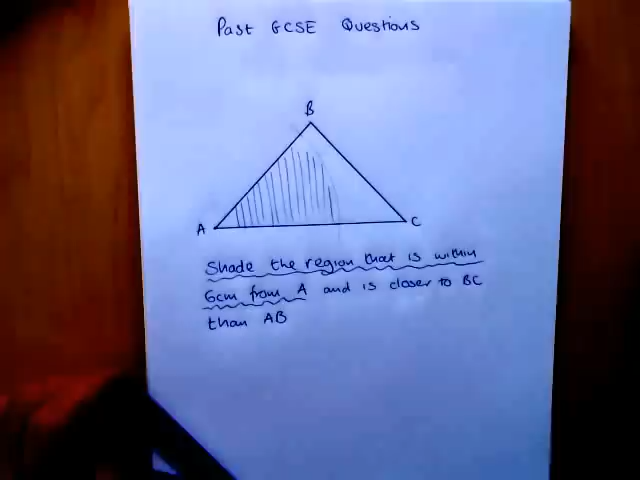 Past GCSE Questions
B
A
C
Shade the region that is within
6cm from A and is closer to BC
than AB